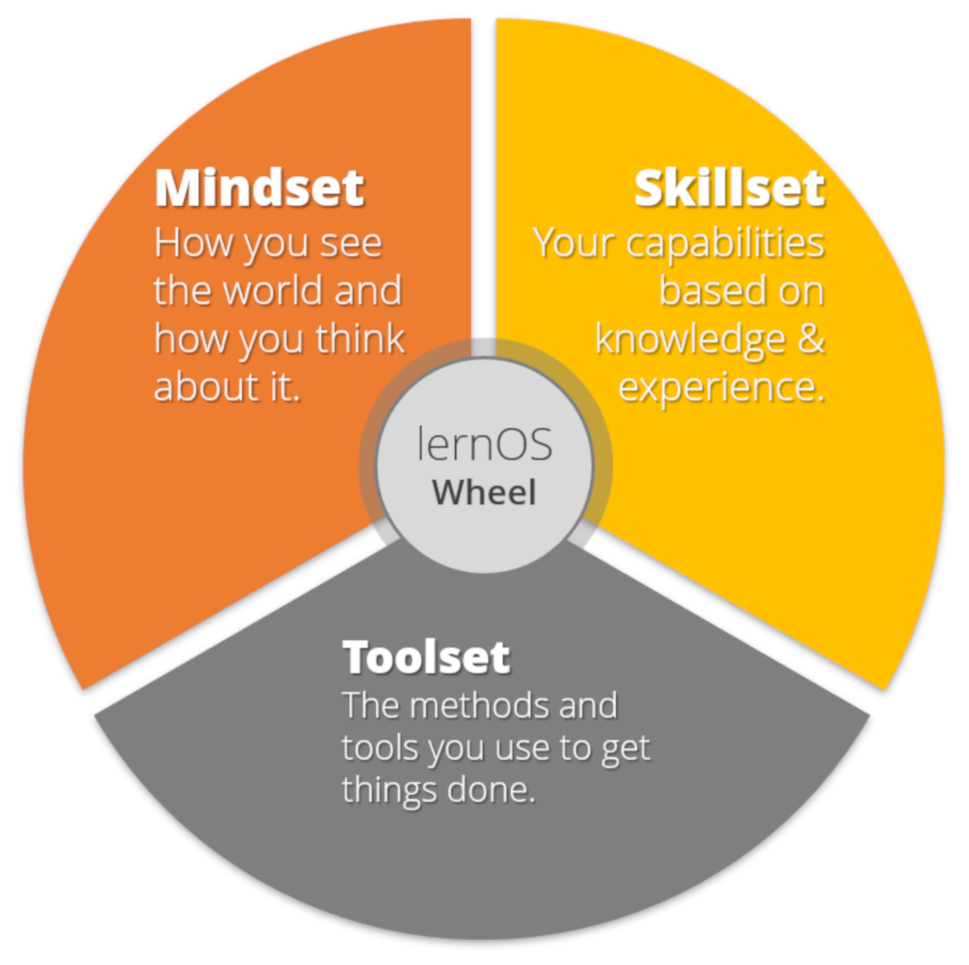 Mindset
How you see
the world and
how you think
about it.
Skillset
Your capabilities
based on
knowledge &
experience.
lernOS
Wheel
Toolset
The methods and
tools you use to get
things done.